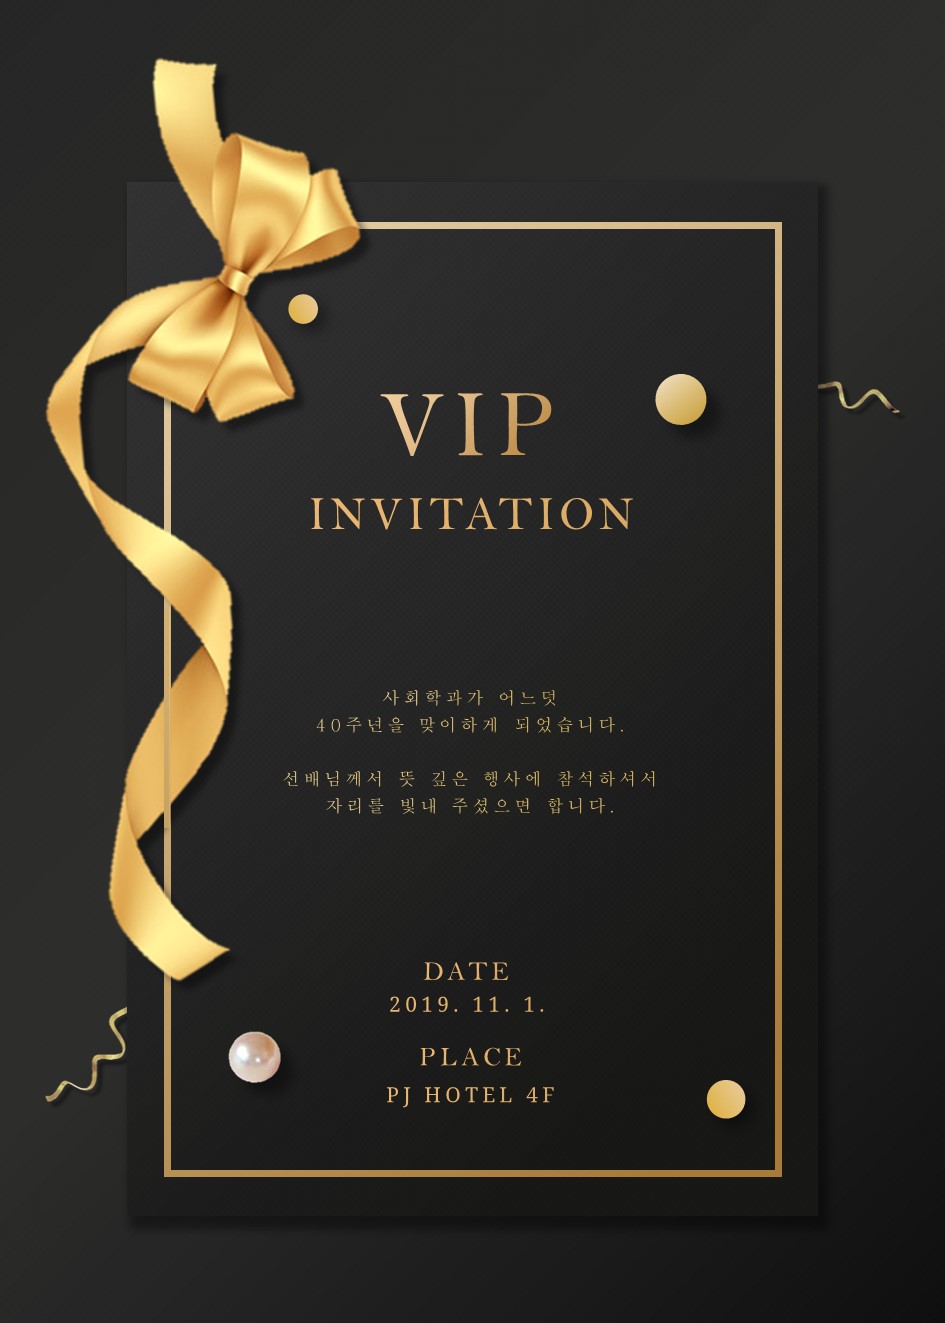 VIP
INVITATION
사회학과가 어느덧
40주년을 맞이하게 되었습니다.
선배님께서 뜻 깊은 행사에 참석하셔서
자리를 빛내 주셨으면 합니다.
DATE
2019. 11. 1.
PLACE
PJ HOTEL 4F